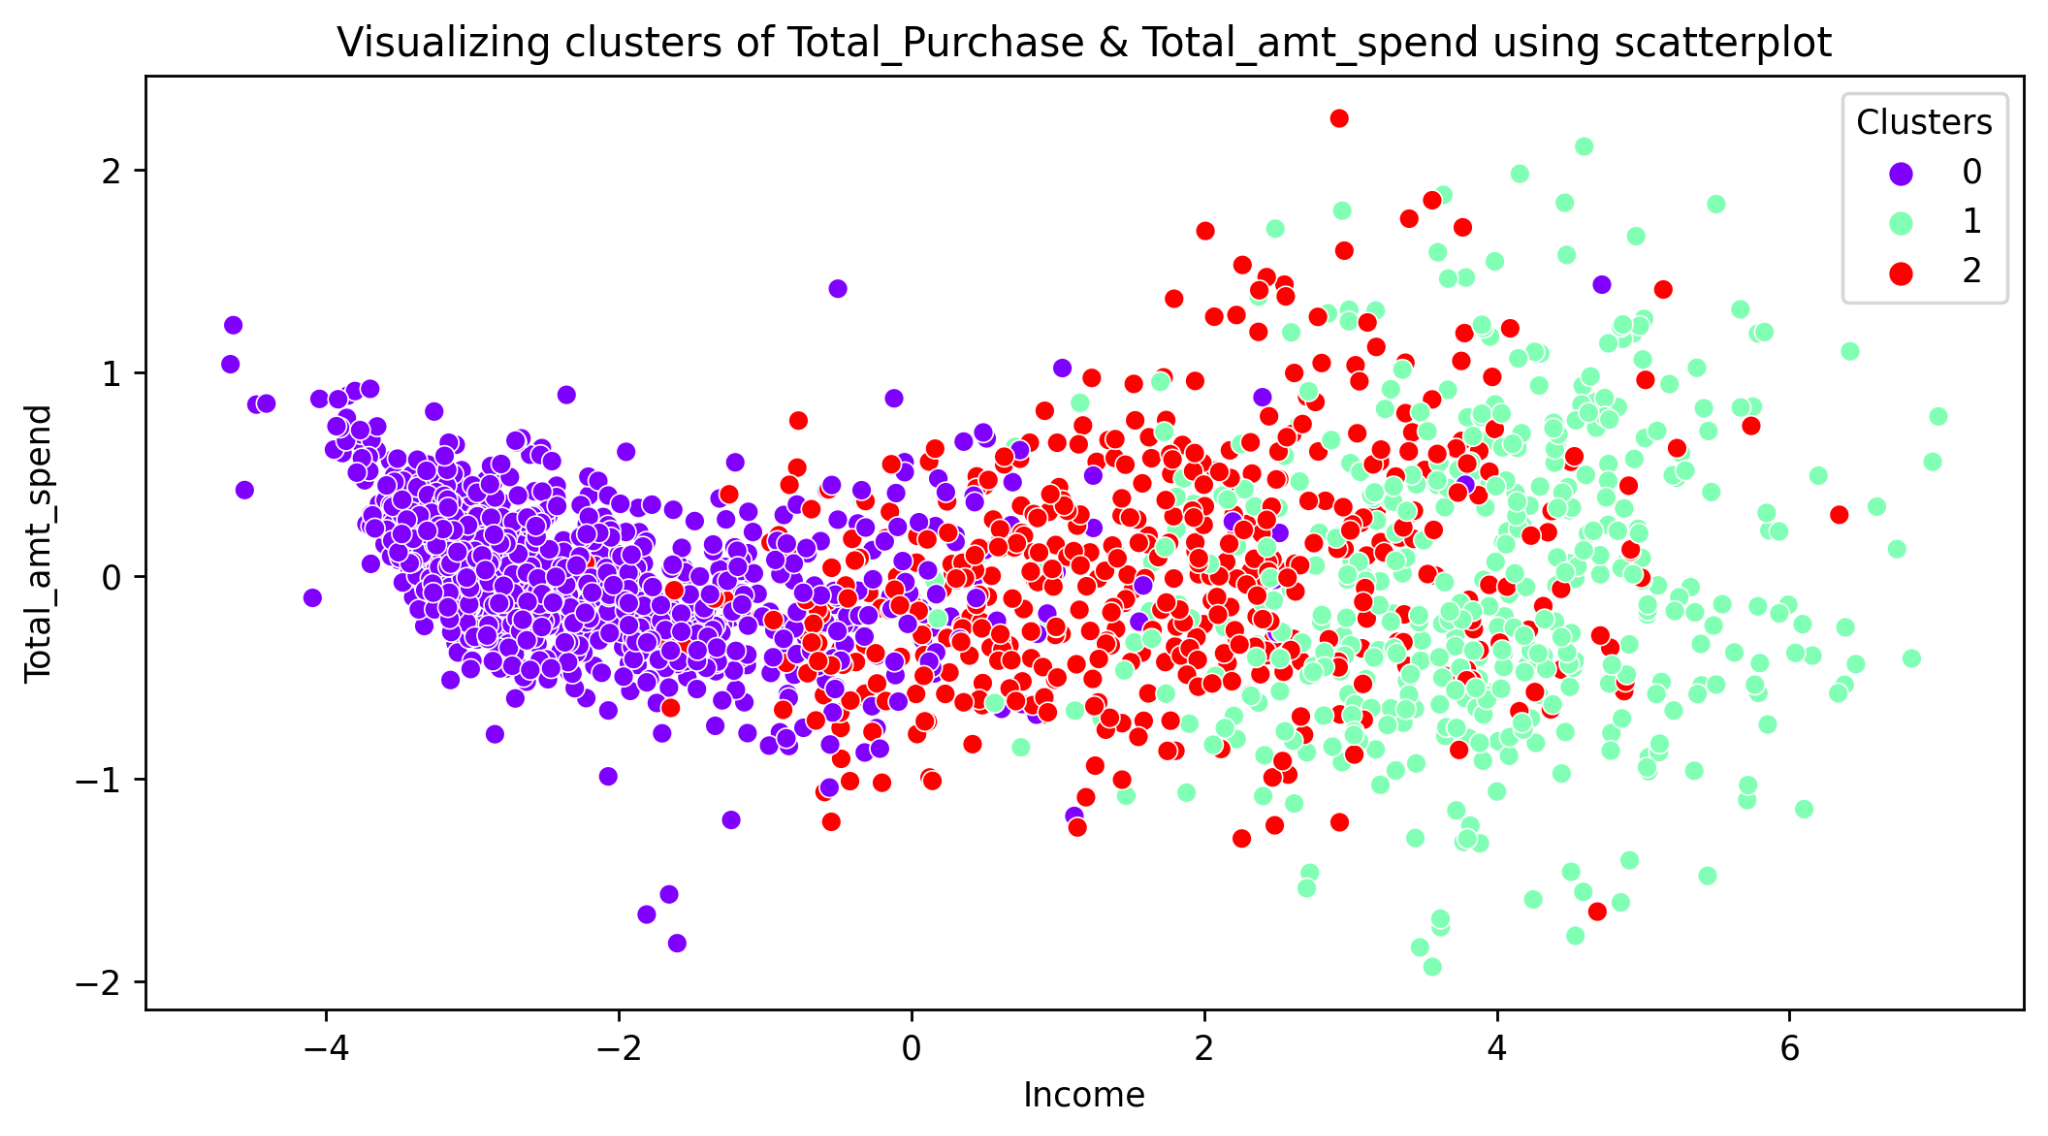 Visualizing clusters of Total_Purchase & Total_amt_spend using scatterplot
Clusters
0
1
2
2
1
0
−1
−2
Total_amt_spend
−4 −2 0 2 4 6
Income